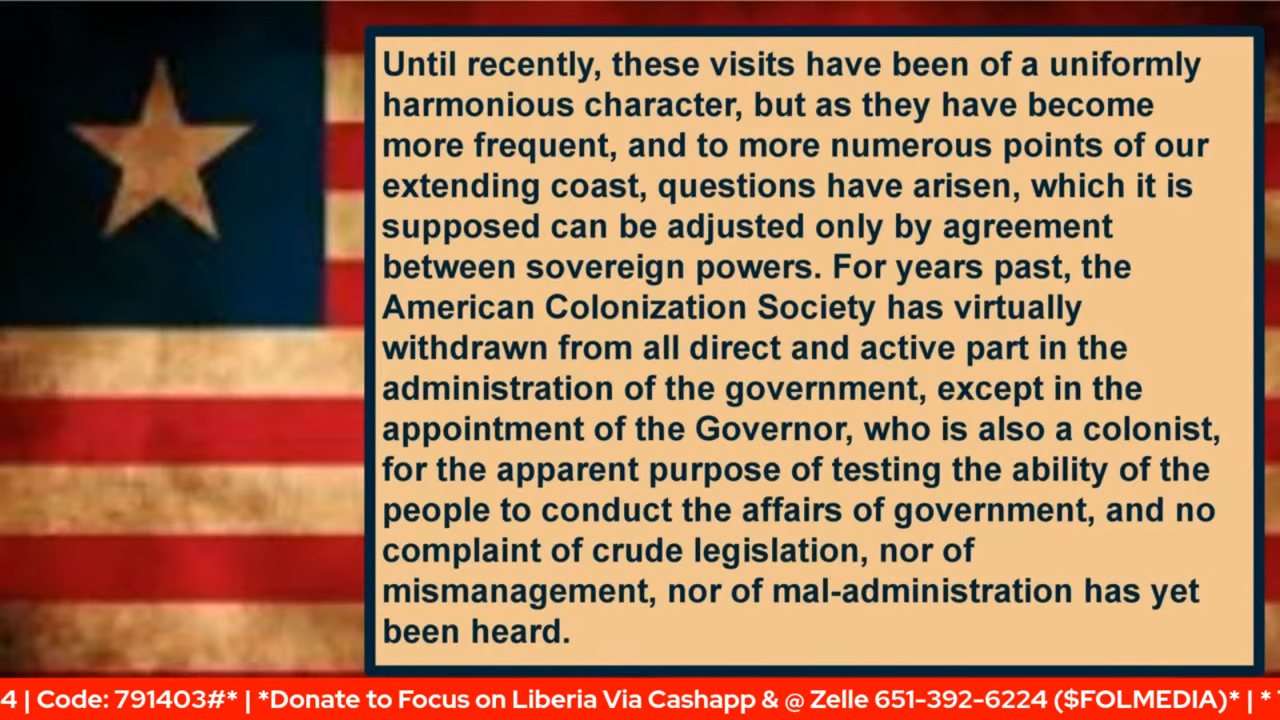 Until recently, these visits have been of a uniformly
harmonious character, but as they have become
more frequent, and to more numerous points of our
extending coast, questions have arisen, which it is
supposed can be adjusted only by agreement
between sovereign powers. For years past, the
American Colonization Society has virtually
withdrawn from all direct and active part in the
administration of the government, except in the
appointment of the Governor, who is also a colonist,
for the apparent purpose of testing the ability of the
people to conduct the affairs of government, and no
complaint of crude legislation, nor of
mismanagement, nor of mal-administration has yet
been heard.
4 | Code: 791403#* | *Donate to Focus on Liberia Via Cashapp & @ Zelle 651-392-6224 ($FOLMEDIA)* | *